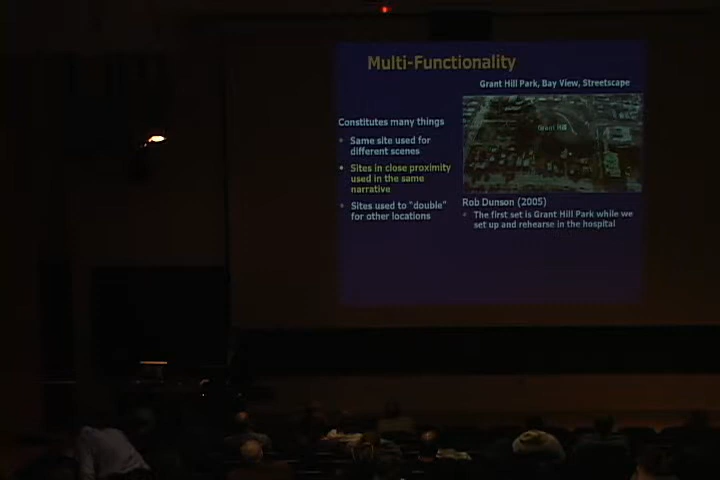 Multi-Functionality
Grant Hill Park, Bay View, Streetscape
Constitutes many things
Same site used for
different scenes
Sites in close proximity
used in the same
narrative
Sites used to "double"
for other locations
Grant Hill
Rob Dunson (2005)
The first set is Grant Hill Park while we
set up and rehearse in the hospital